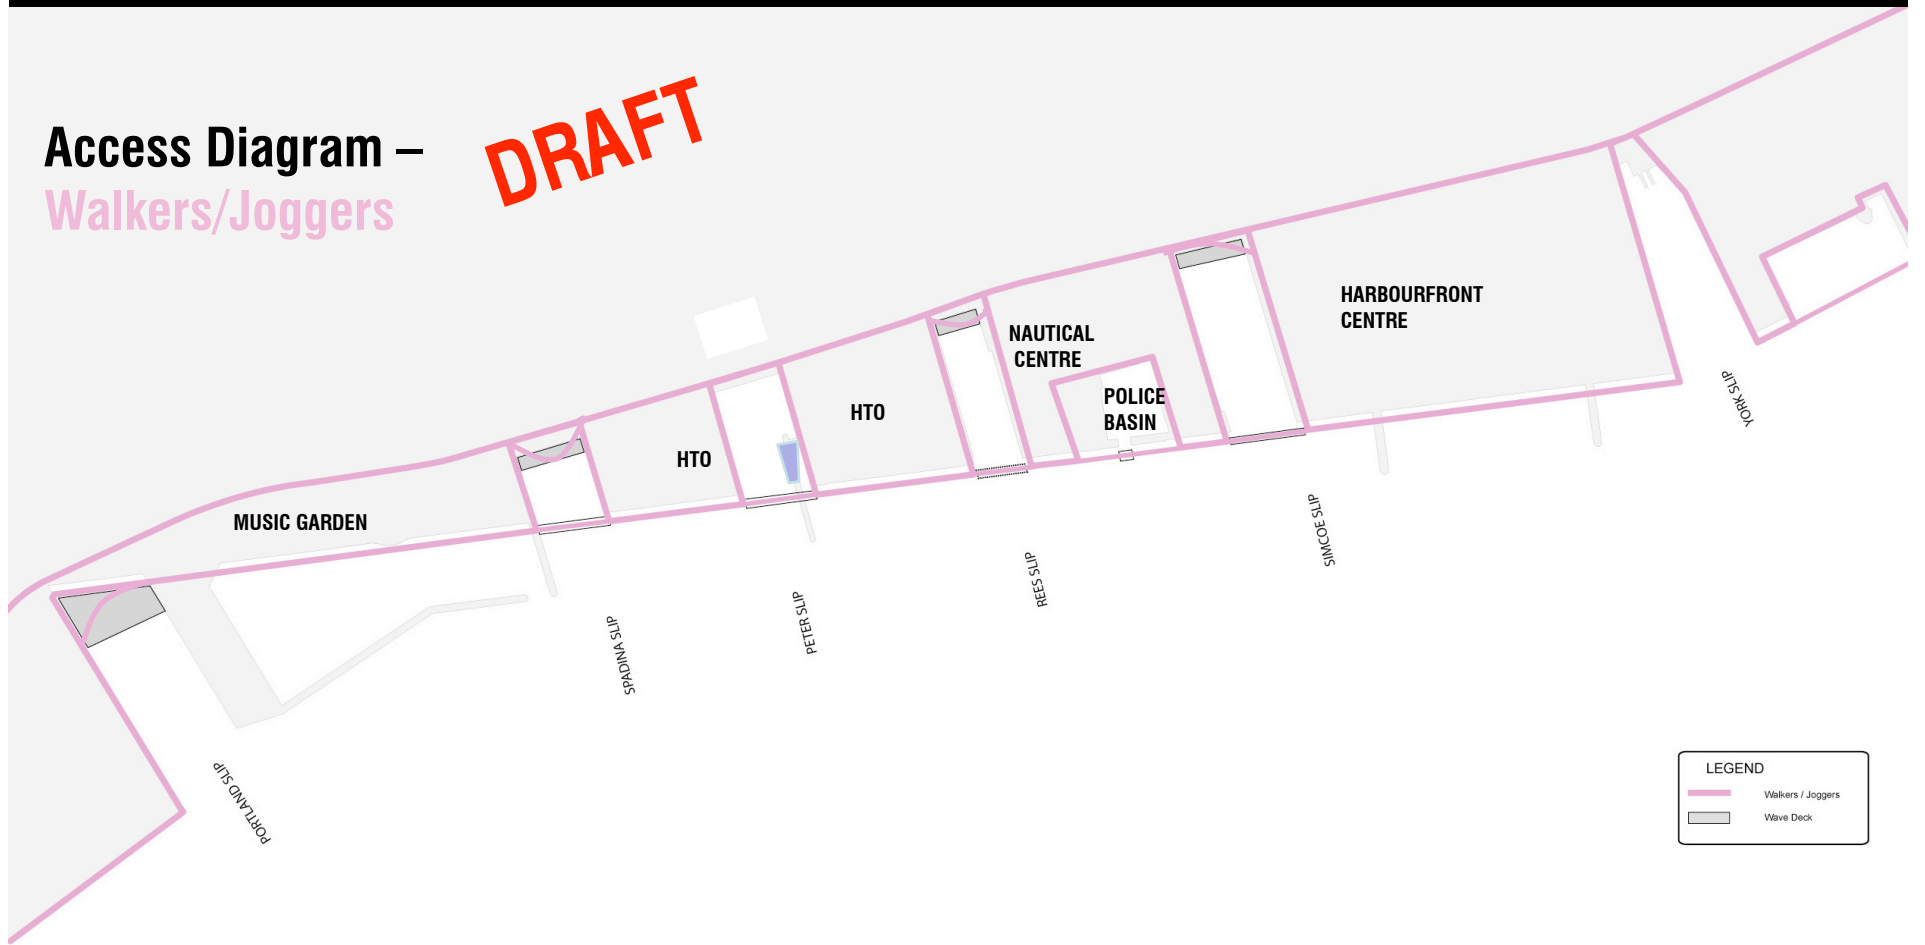 Access Diagram –
Walkers/Joggers
DRAFT
HARBOURFRONT
CENTRE
NAUTICAL
CENTRE
POLICE
BASIN
HTO
HTO
MUSIC GARDEN
YORK SLIP
SIMCOE SLIP
REES SLIP
PETER SLIP
SPADINA SLIP
PORTLAND SLIP
LEGEND
Walkers / Joggers
Wave Deck